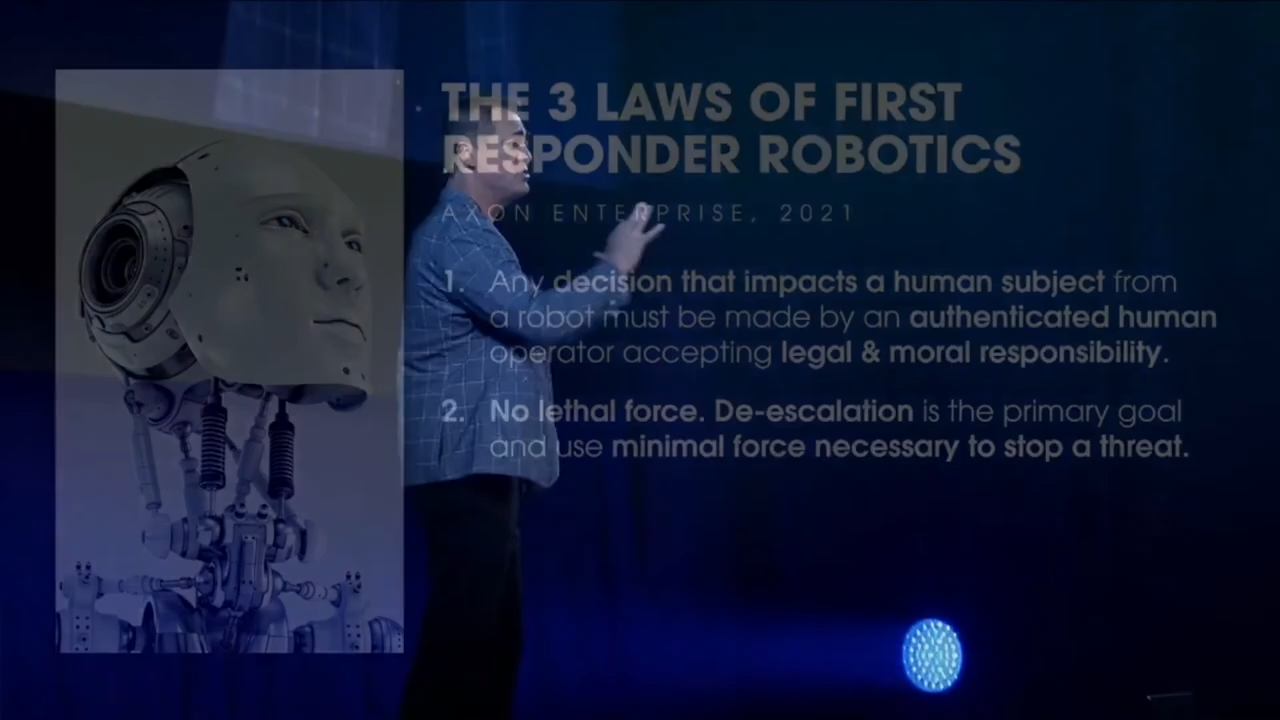 THE 3 LAWS OF FIRST
RESPONDER ROBOTICS
AXON ENTERPRISE, 2021
1. Any decision that impacts a human subject from
a robot must be made by an authenticated human
operator accepting legal & moral responsibility.
2. No lethal force. De-escalation is the primary goal
and use minimal force necessary to stop a threat.